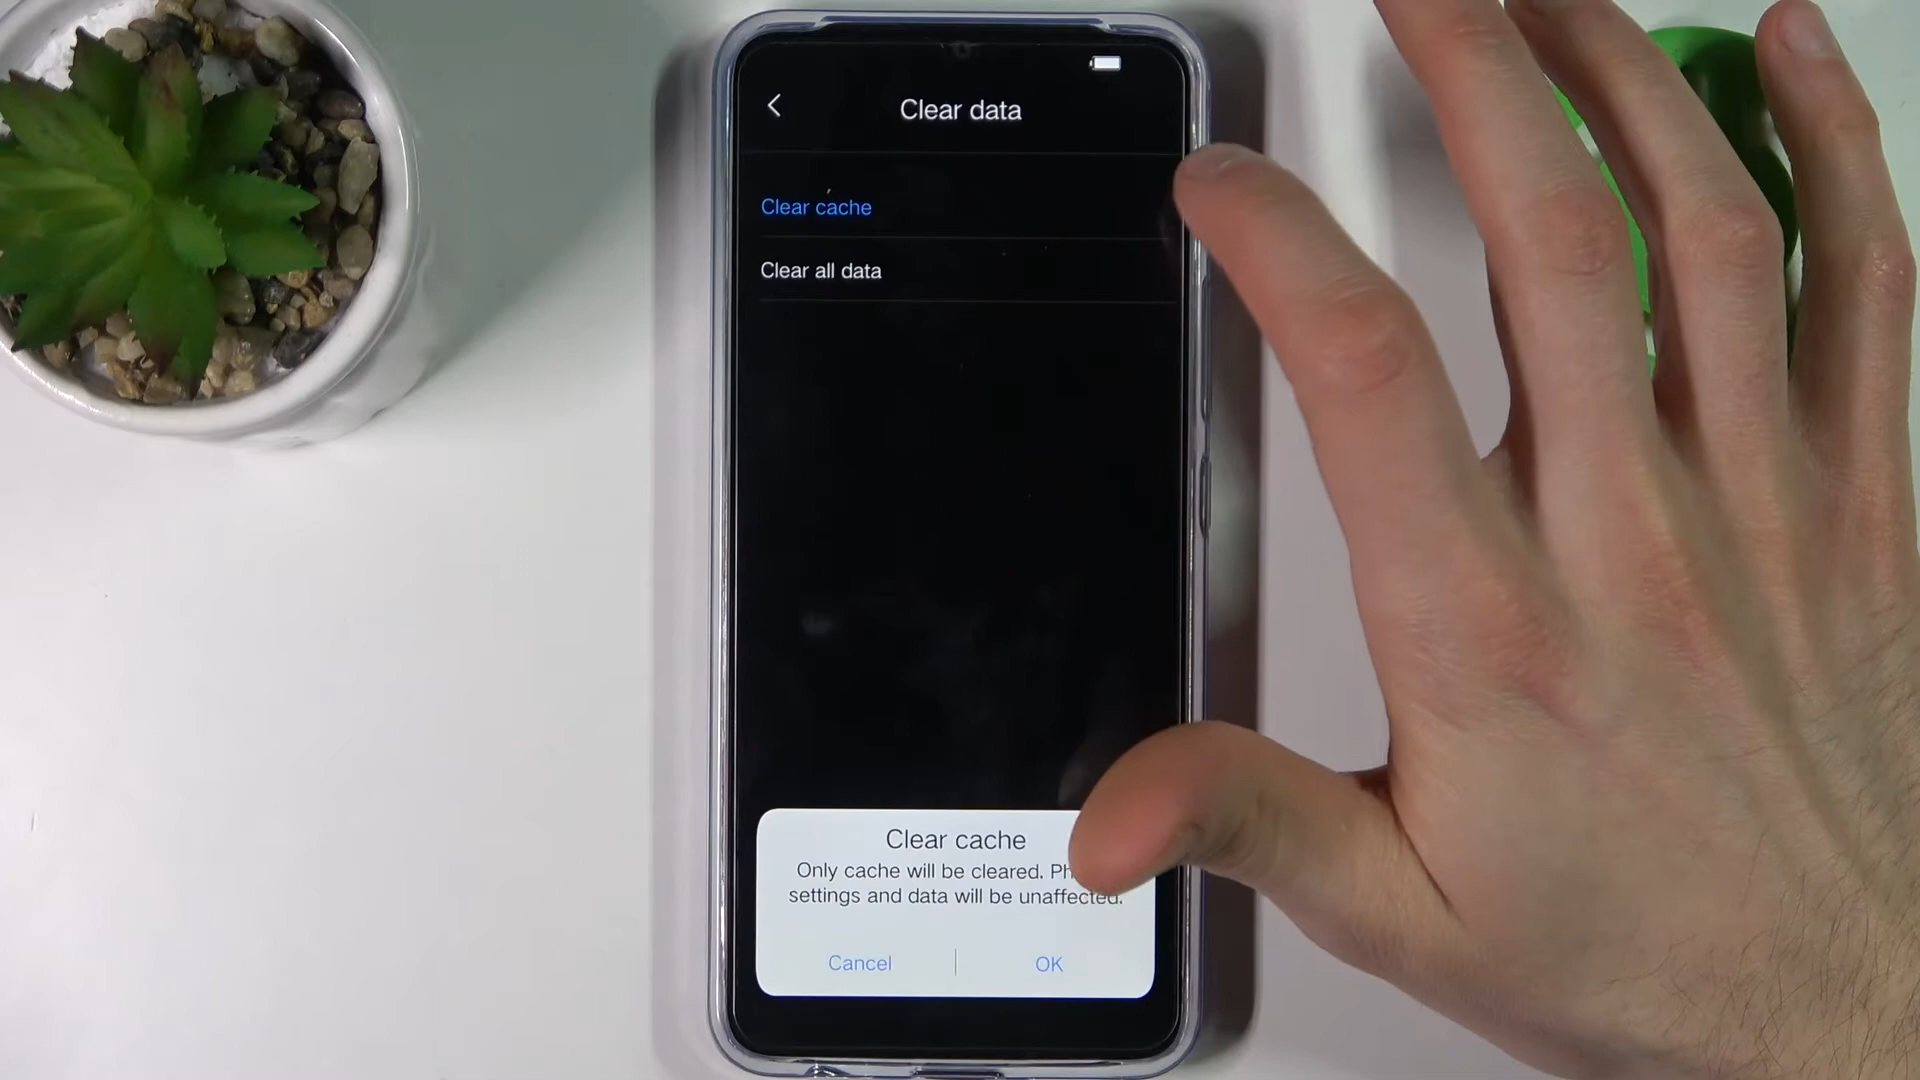 Clear data
Clear cache
Clear all data
Clear cache
Only cache will be cleared.
settings and data will be unaffected.
Cancel
OK